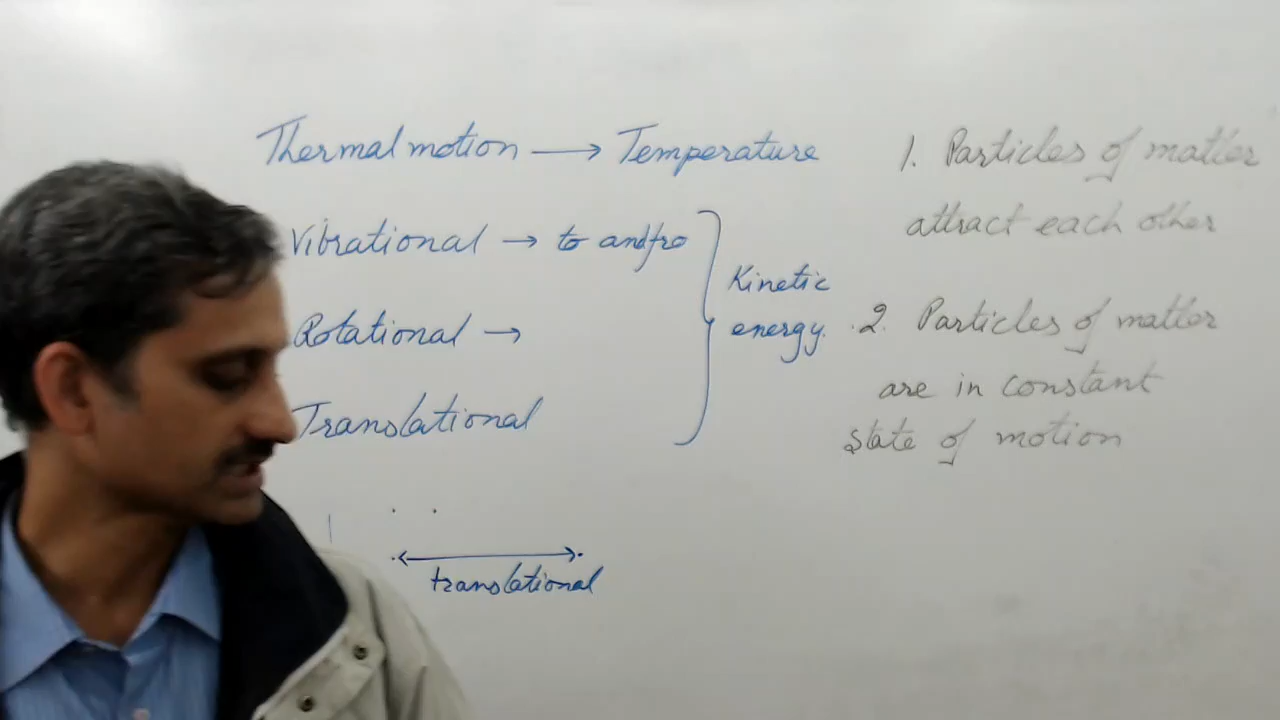 Thermal motion → Temperature
Vibrational → to and fro
Rotational →
Translational
Kinetic
energy.
translational
1. Particles of matter
attract each other
2. Particles of matter
are in constant
state of motion